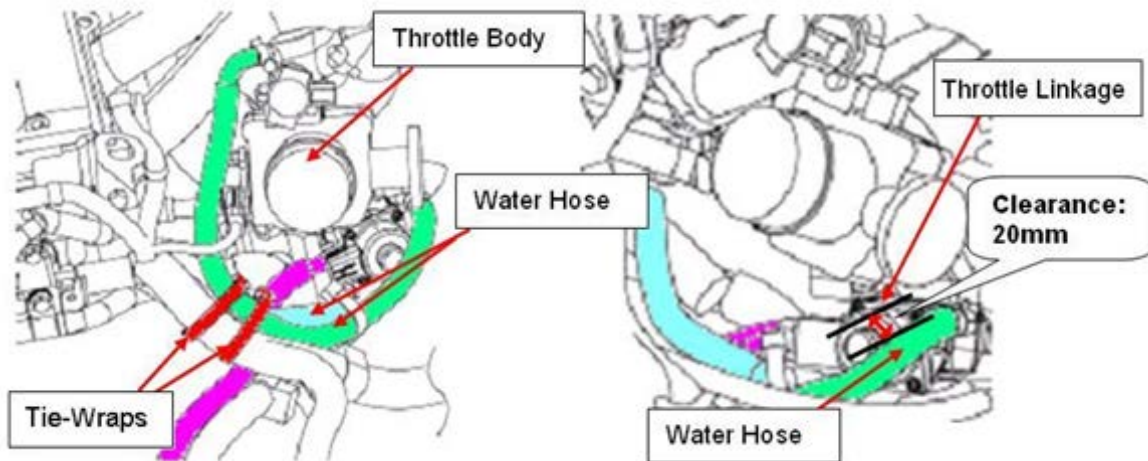 Throttle Body
Water Hose
Tie-Wraps
Throttle Linkage
Clearance:
20mm
Water Hose